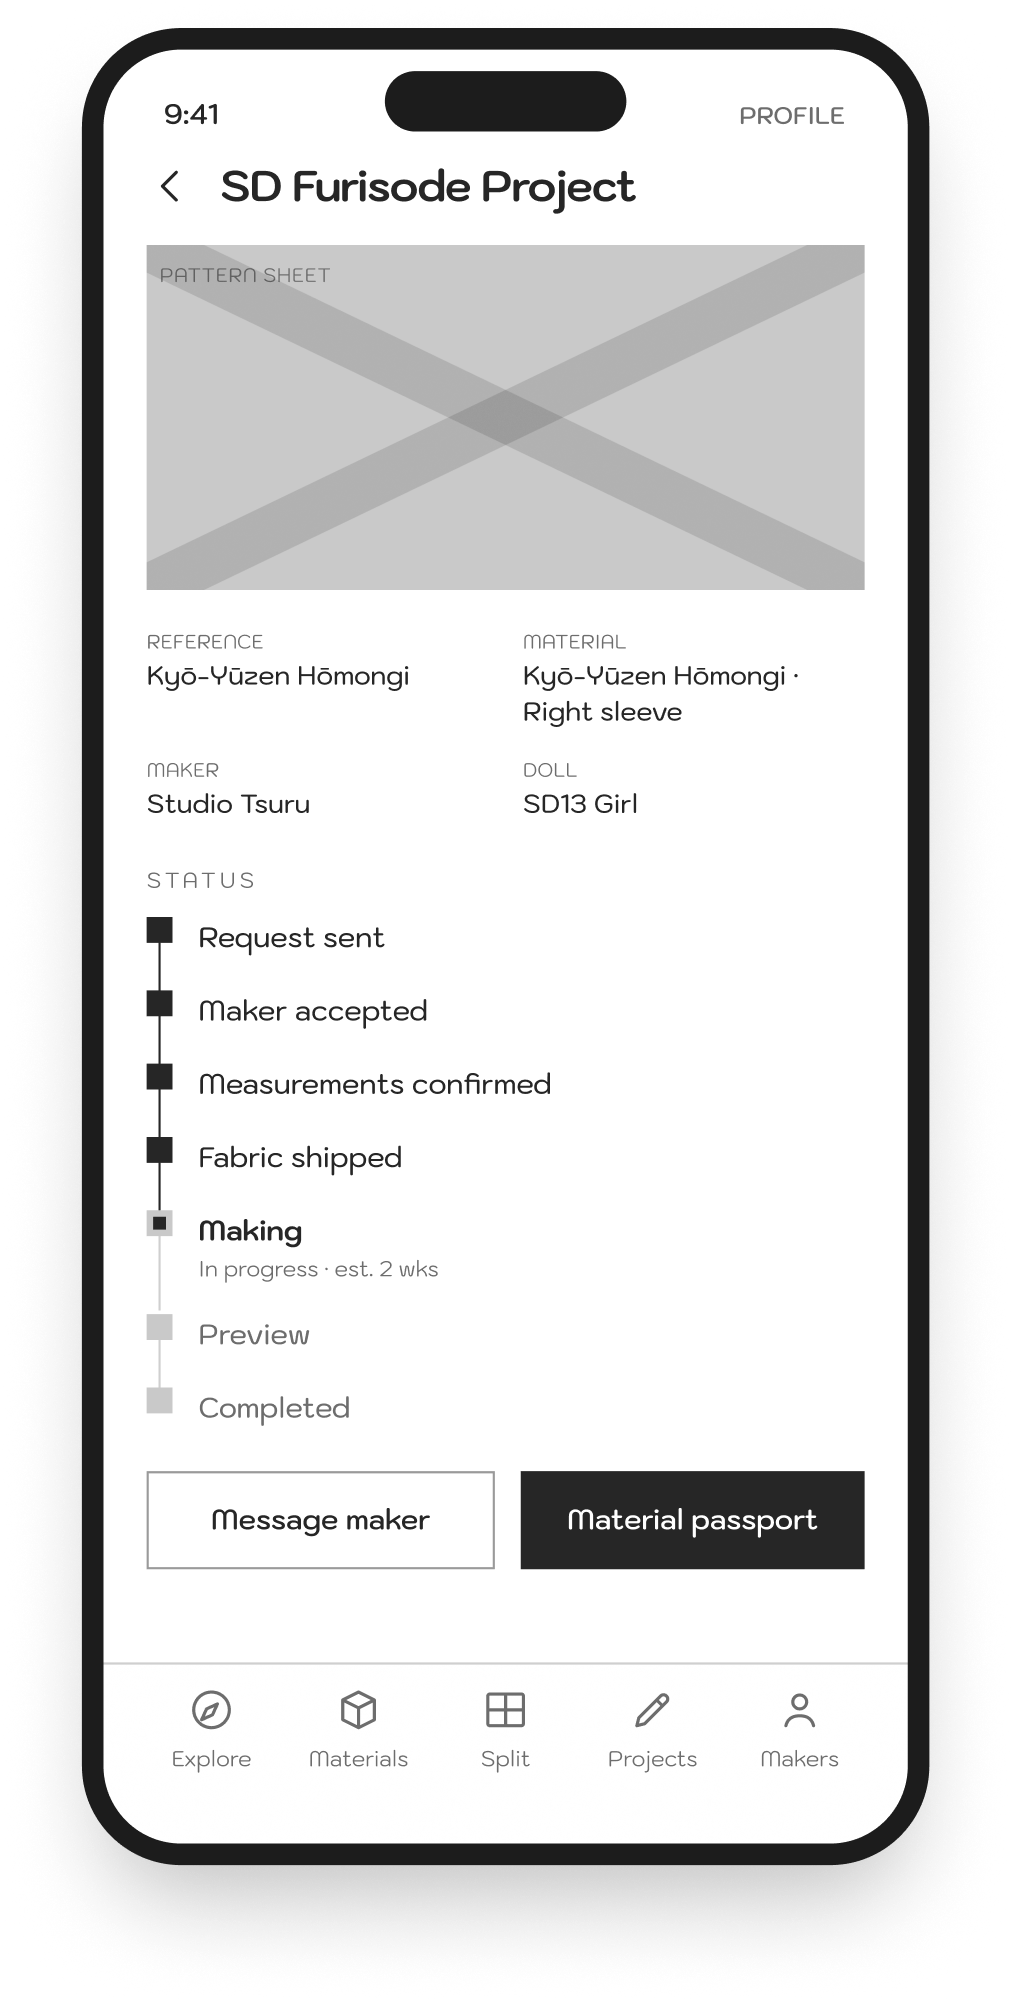 9:41
PROFILE
SD Furisode Project
PATTERN SHEET
REFERENCE
Kyō-Yūzen Hōmongi
MATERIAL
Kyō-Yūzen Hōmongi ·
Right sleeve
MAKER
Studio Tsuru
DOLL
SD13 Girl
STATUS
Request sent
Maker accepted
Measurements confirmed
Fabric shipped
Making
In progress · est. 2 wks
Preview
Completed
Message maker
Material passport
Explore
Materials
Split
Projects
Makers